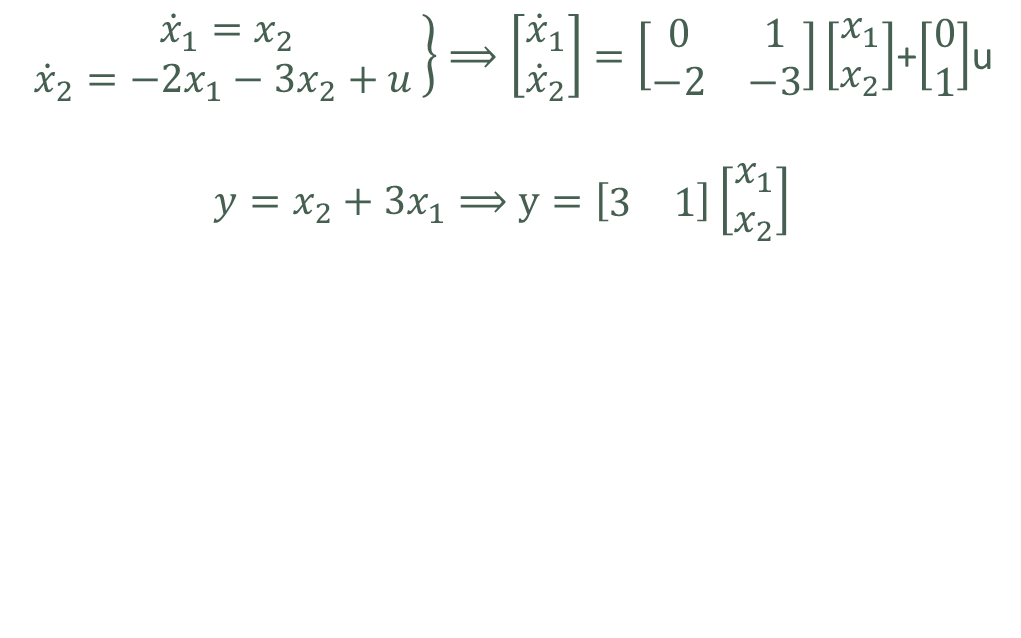 ẋ₁ = x₂
ẋ₂ = −2x₁ − 3x₂ + u} ⟹ [ẋ₁ ẋ₂] = [0 1 −2 −3] [x₁ x₂]+[0 1]u
y = x₂ + 3x₁ ⟹ y = [3 1] [x₁ x₂]